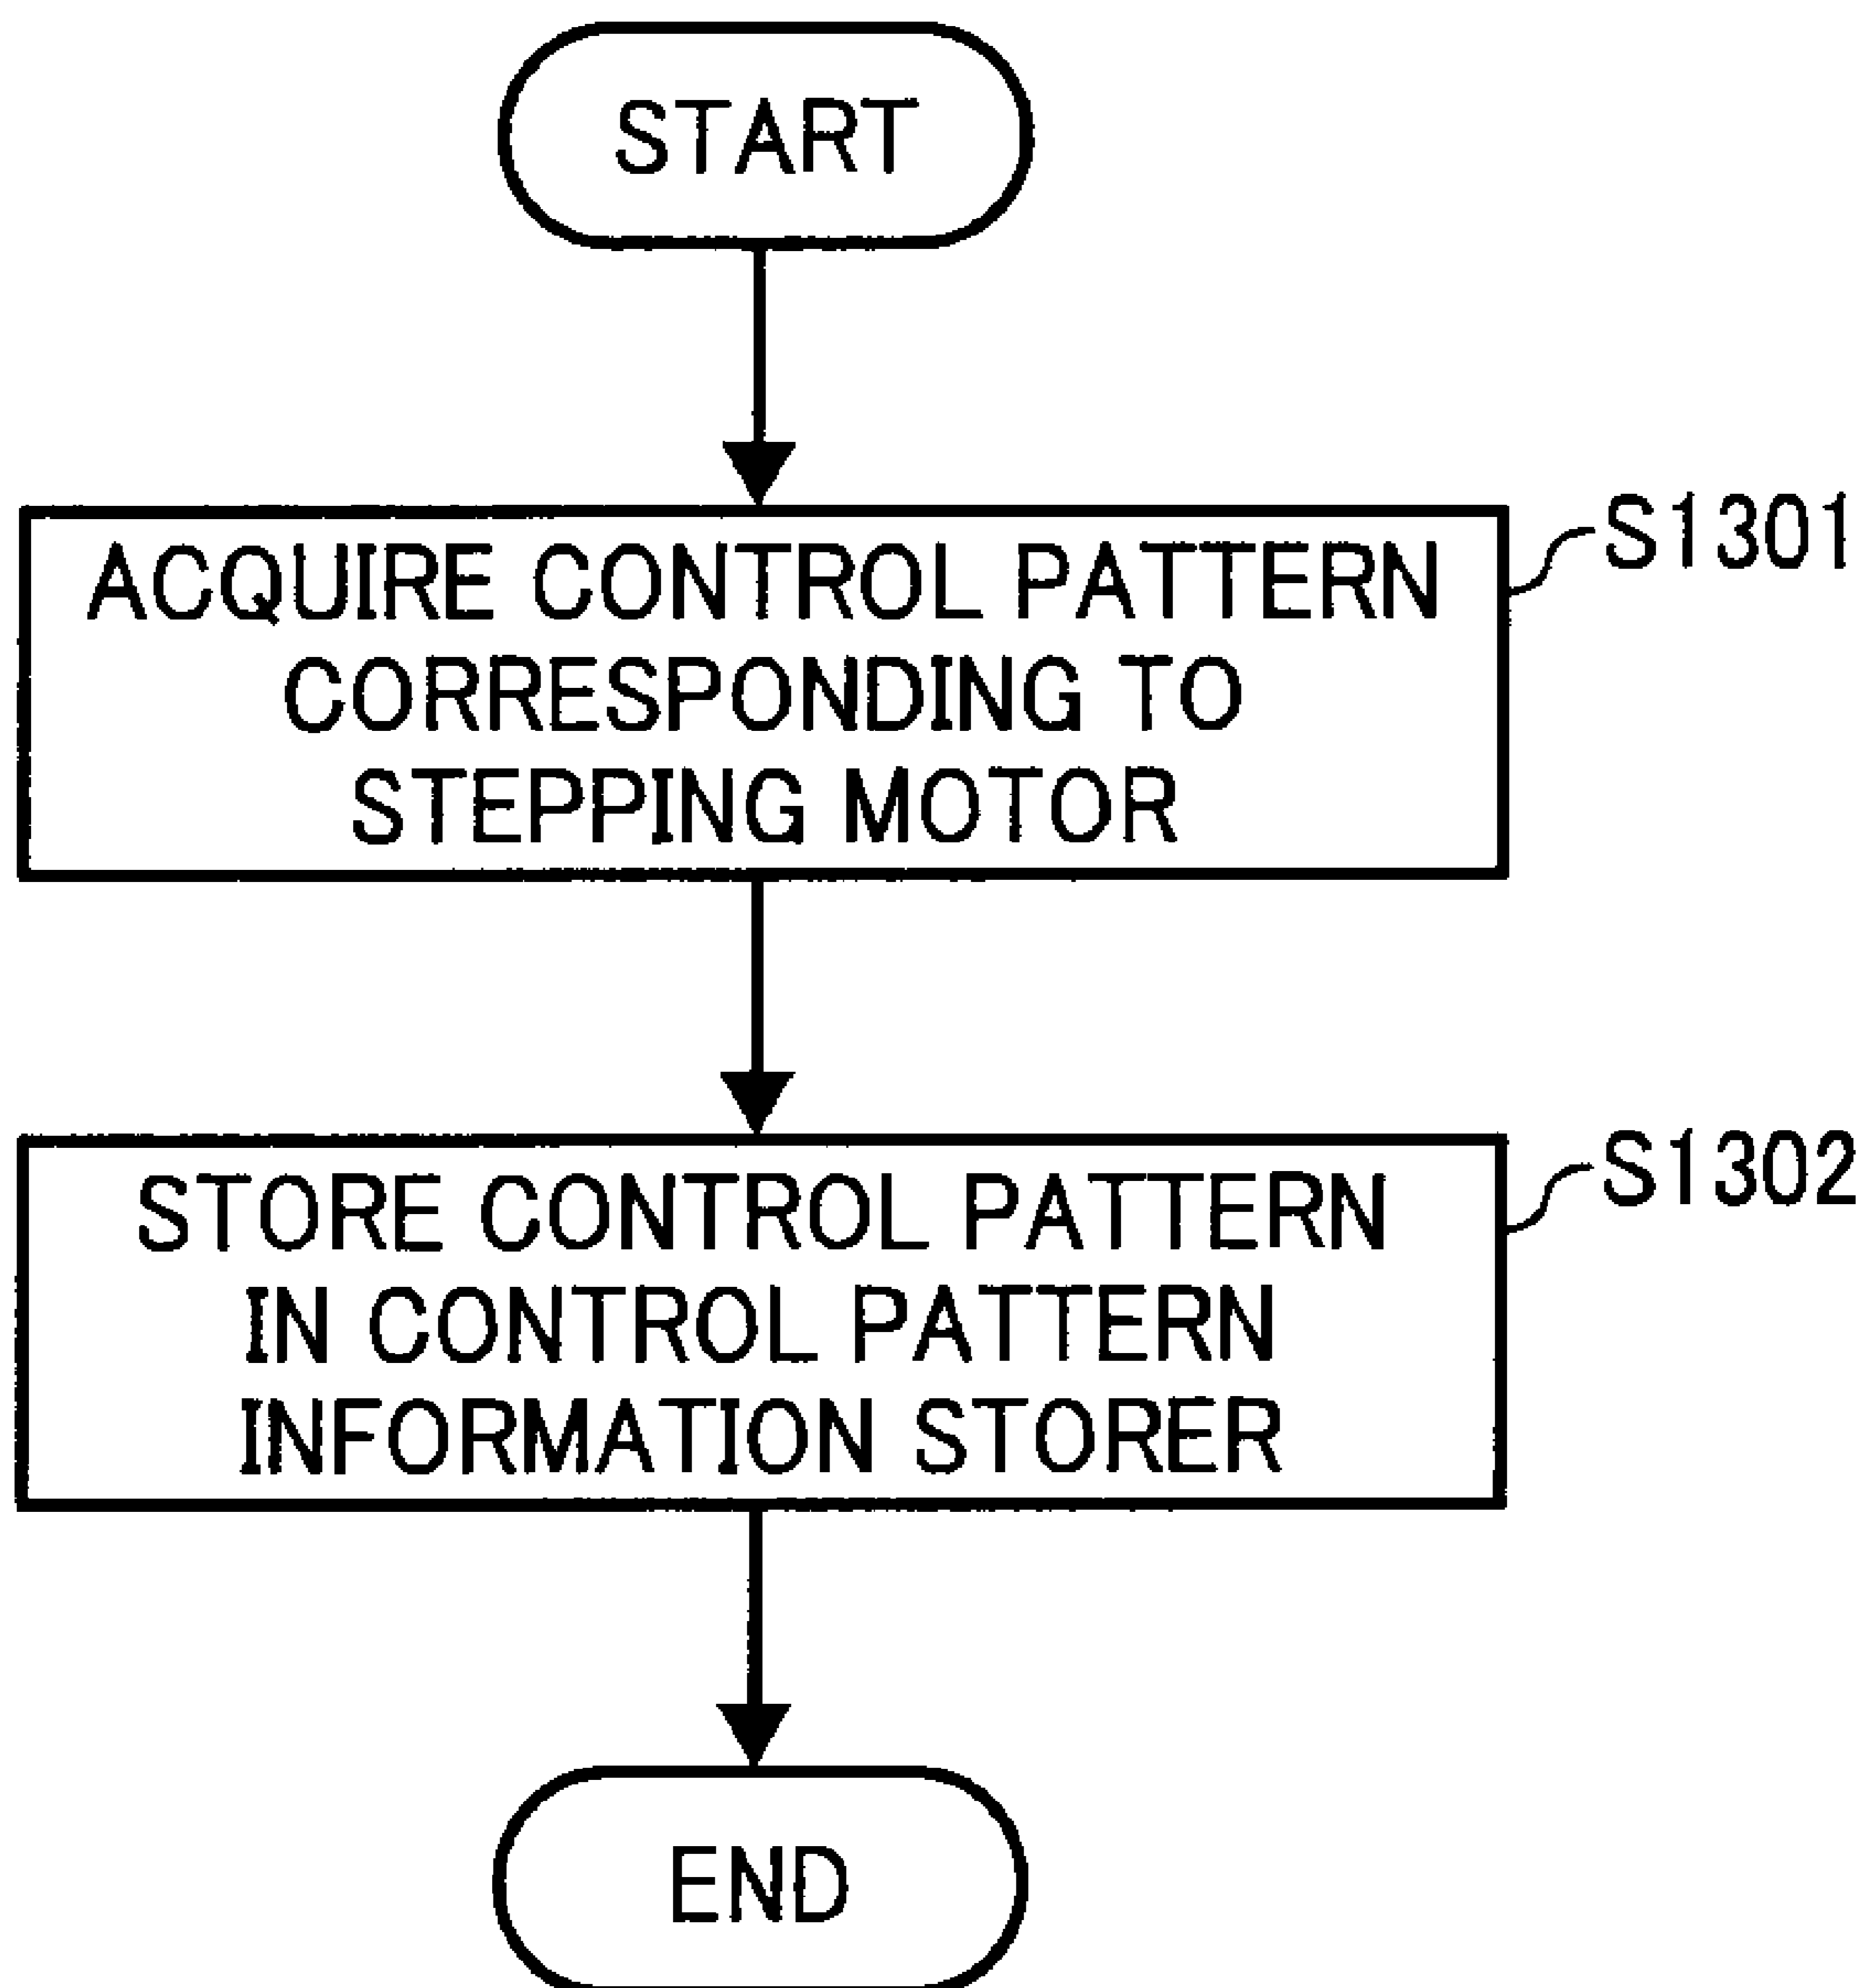 START
ACQUIRE CONTROL PATTERN
CORRESPONDING TO
STEPPING MOTOR
S1301
STORE CONTROL PATTERN
IN CONTROL PATTERN
INFORMATION STORER
S1302
END